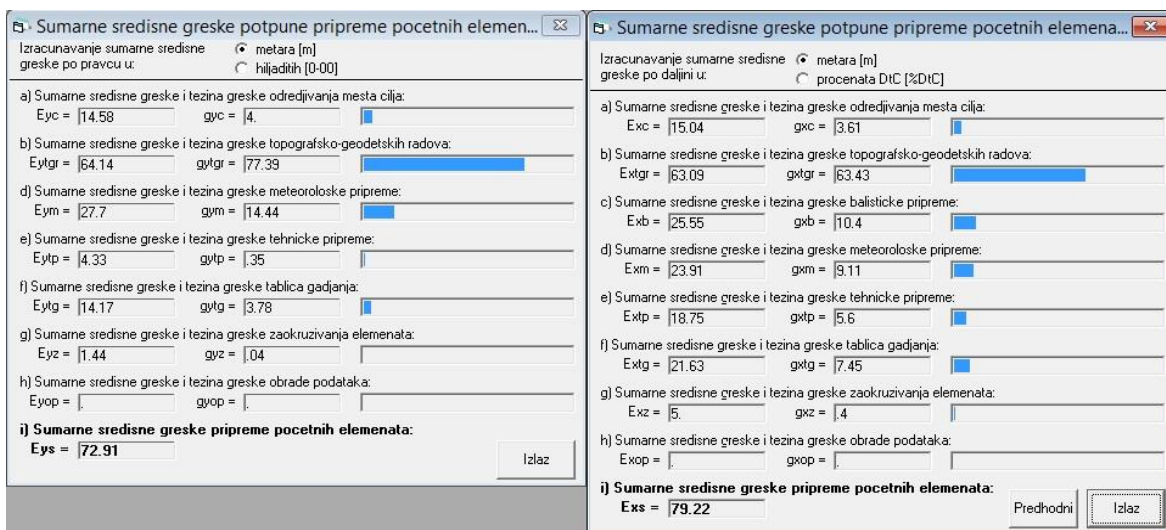 Sumarne sredisne greske potpune pripreme pocetnih elemen...
Izracunavanje sumarne sredisne
greske po pravcu u:
metara [m]
hiljaditih [0-00]
a) Sumarne sredisne greske i tezina greske odredjivanja mesta cilja:
Eyc = 14.58 gyc = 4.
b) Sumarne sredisne greske i tezina greske topografsko-geodetskih radova:
Eytgr = 64.14 gytgr = 77.39
d) Sumarne sredisne greske i tezina greske meteoroloske pripreme:
Eym = 27.7 gym = 14.44
e) Sumarne sredisne greske i tezina greske tehnicke pripreme:
Eytp = 4.33 gytp = .35
f) Sumarne sredisne greske i tezina greske tablica gadjanja:
Eytg = 14.17 gytg = 3.78
g) Sumarne sredisne greske i tezina greske zaokruzivanja elemenata:
Eyz = 1.44 gyz = .04
h) Sumarne sredisne greske i tezina greske obrade podataka:
Eyop = . gyop = .
i) Sumarne sredisne greske pripreme pocetnih elemenata:
Eys = 72.91
Izlaz
Sumarne sredisne greske potpune pripreme pocetnih elemena...
Izracunavanje sumarne sredisne
greske po daljini u:
metara [m]
procenata DtC [%DtC]
a) Sumarne sredisne greske i tezina greske odredjivanja mesta cilja:
Exc = 15.04 gxc = 3.61
b) Sumarne sredisne greske i tezina greske topografsko-geodetskih radova:
Extgr = 63.09 gxtgr = 63.43
c) Sumarne sredisne greske i tezina greske balisticke pripreme:
Exb = 25.55 gxb = 10.4
d) Sumarne sredisne greske i tezina greske meteoroloske pripreme:
Exm = 23.91 gxm = 9.11
e) Sumarne sredisne greske i tezina greske tehnicke pripreme:
Extp = 18.75 gxtp = 5.6
f) Sumarne sredisne greske i tezina greske tablica gadjanja:
Extg = 21.63 gxtg = 7.45
g) Sumarne sredisne greske i tezina greske zaokruzivanja elemenata:
Exz = 5. gxz = .4
h) Sumarne sredisne greske i tezina greske obrade podataka:
Exop = . gxop = .
i) Sumarne sredisne greske pripreme pocetnih elemenata:
Exs = 79.22
Predhodni
Izlaz